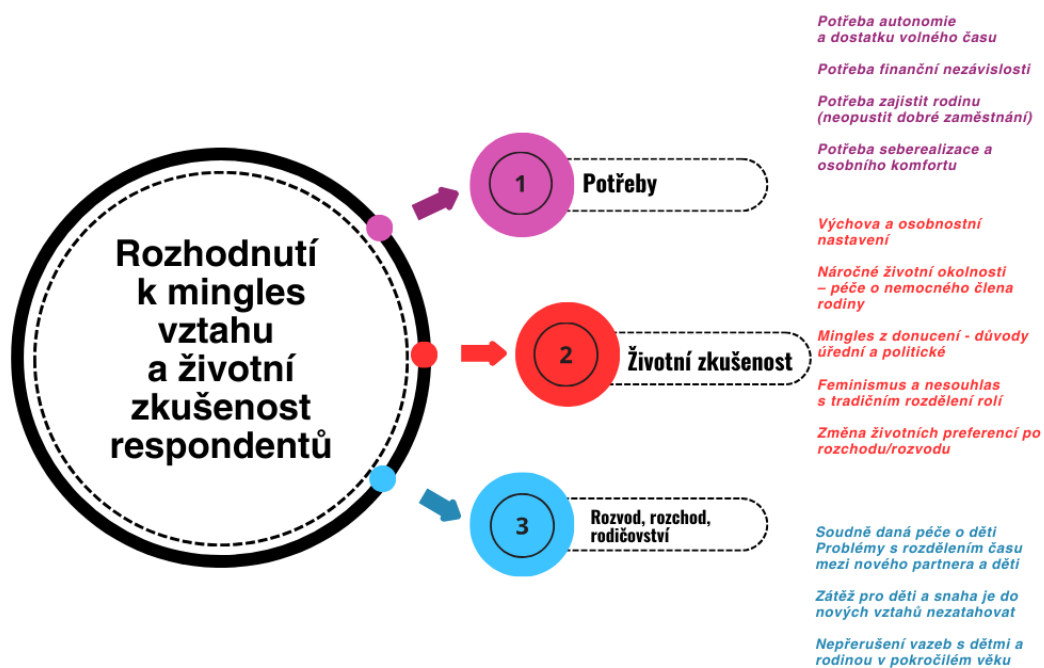 Rozhodnutí
k mingles
vztahu
a životní
zkušenost
respondentů
1
Potřeby
Potřeba autonomie
a dostatku volného času
Potřeba finanční nezávislosti
Potřeba zajistit rodinu
(neopustit dobré zaměstnání)
Potřeba seberealizace a
osobního komfortu
2
Životní zkušenost
Výchova a osobnostní
nastavení
Náročné životní okolnosti
– péče o nemocného člena
rodiny
Mingles z donucení - důvody
úřední a politické
Feminismus a nesouhlas
s tradičním rozdělení rolí
Změna životních preferencí po
rozchodu/rozvodu
3
Rozvod, rozchod,
rodičovství
Soudně daná péče o děti
Problémy s rozdělením času
mezi nového partnera a děti
Zátěž pro děti a snaha je do
nových vztahů nezatahovat
Nepřerušení vazeb s dětmi a
rodinou v pokročilém věku